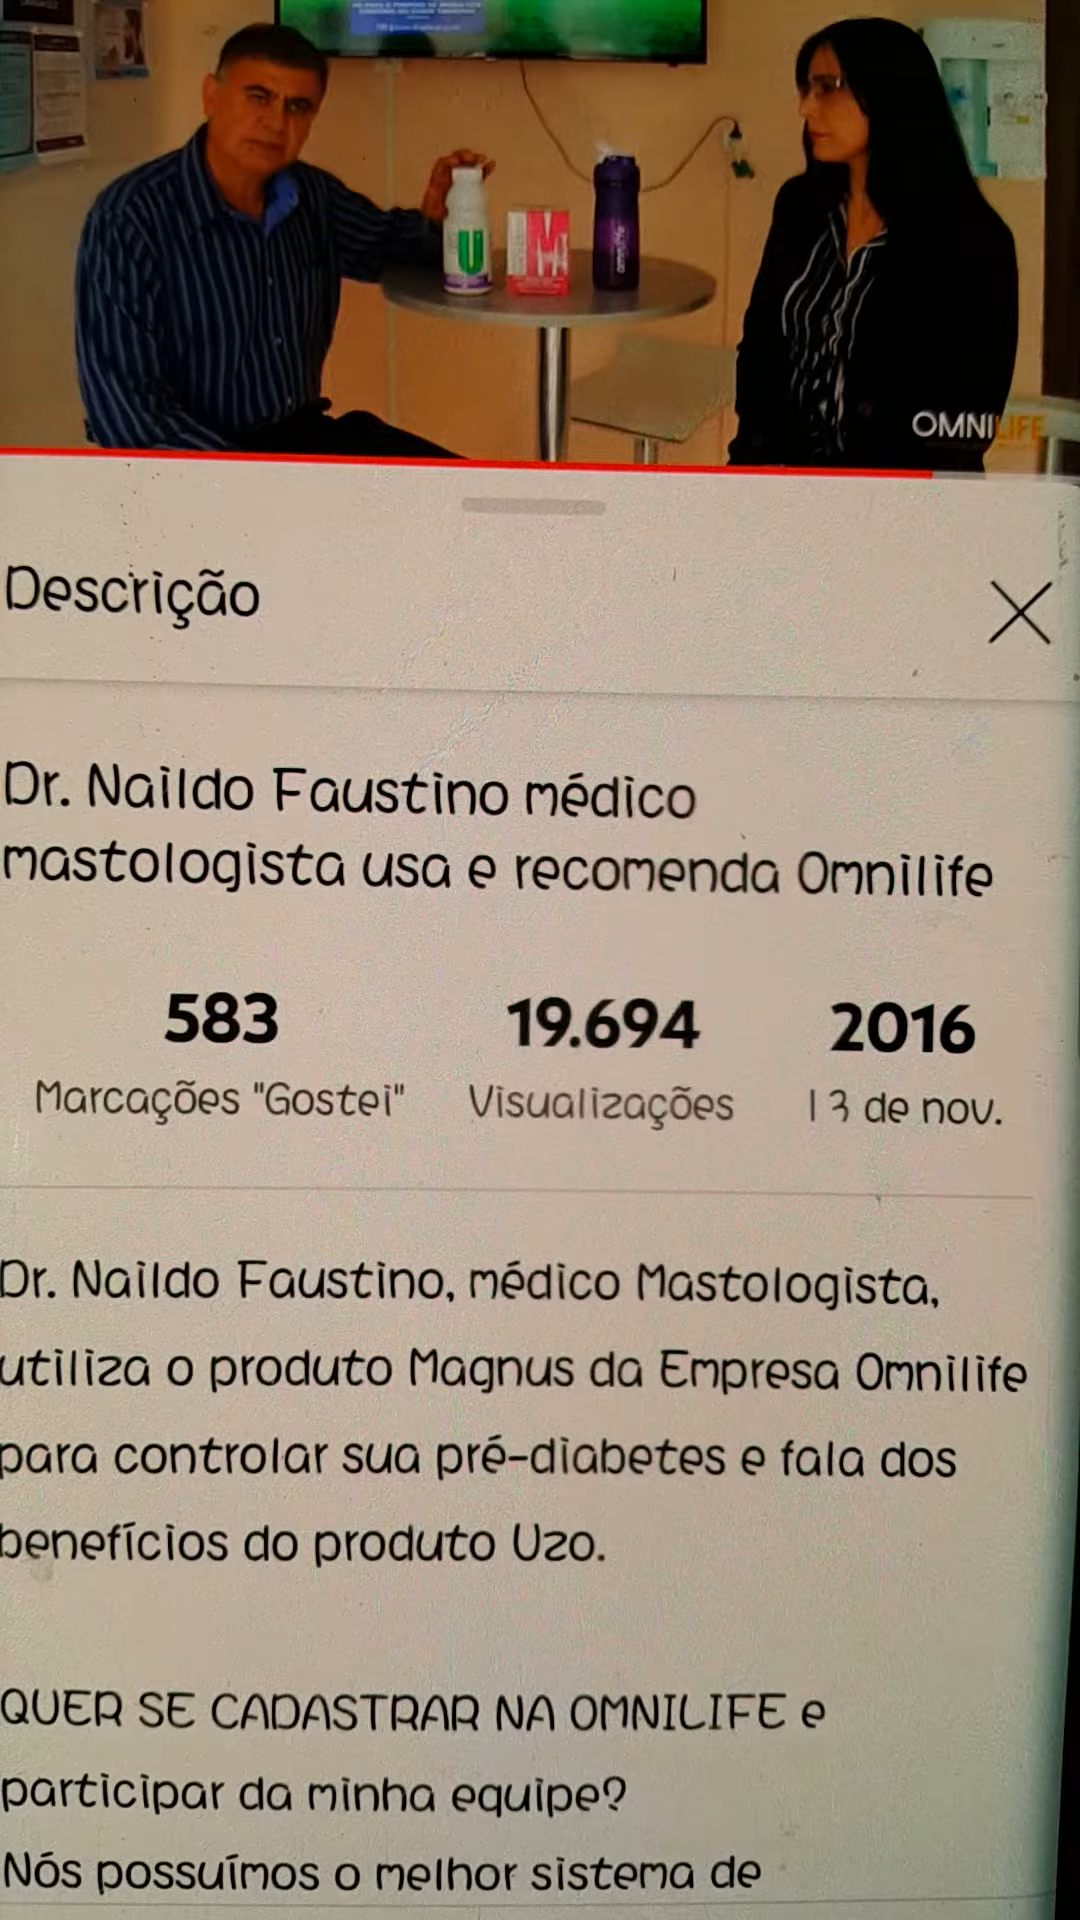 U
M
omnilife
OMNILIFE
Descrição
Dr. Naildo Faustino médico
mastologista usa e recomenda Omnilife
583 19.694 2016
Marcações "Gostei" Visualizações 13 de nov.
Dr. Naildo Faustino, médico Mastologista,
utiliza o produto Magnus da Empresa Omnilife
para controlar sua pré-diabetes e fala dos
benefícios do produto Uzo.
QUER SE CADASTRAR NA OMNILIFE e
participar da minha equipe?
Nós possuímos o melhor sistema de